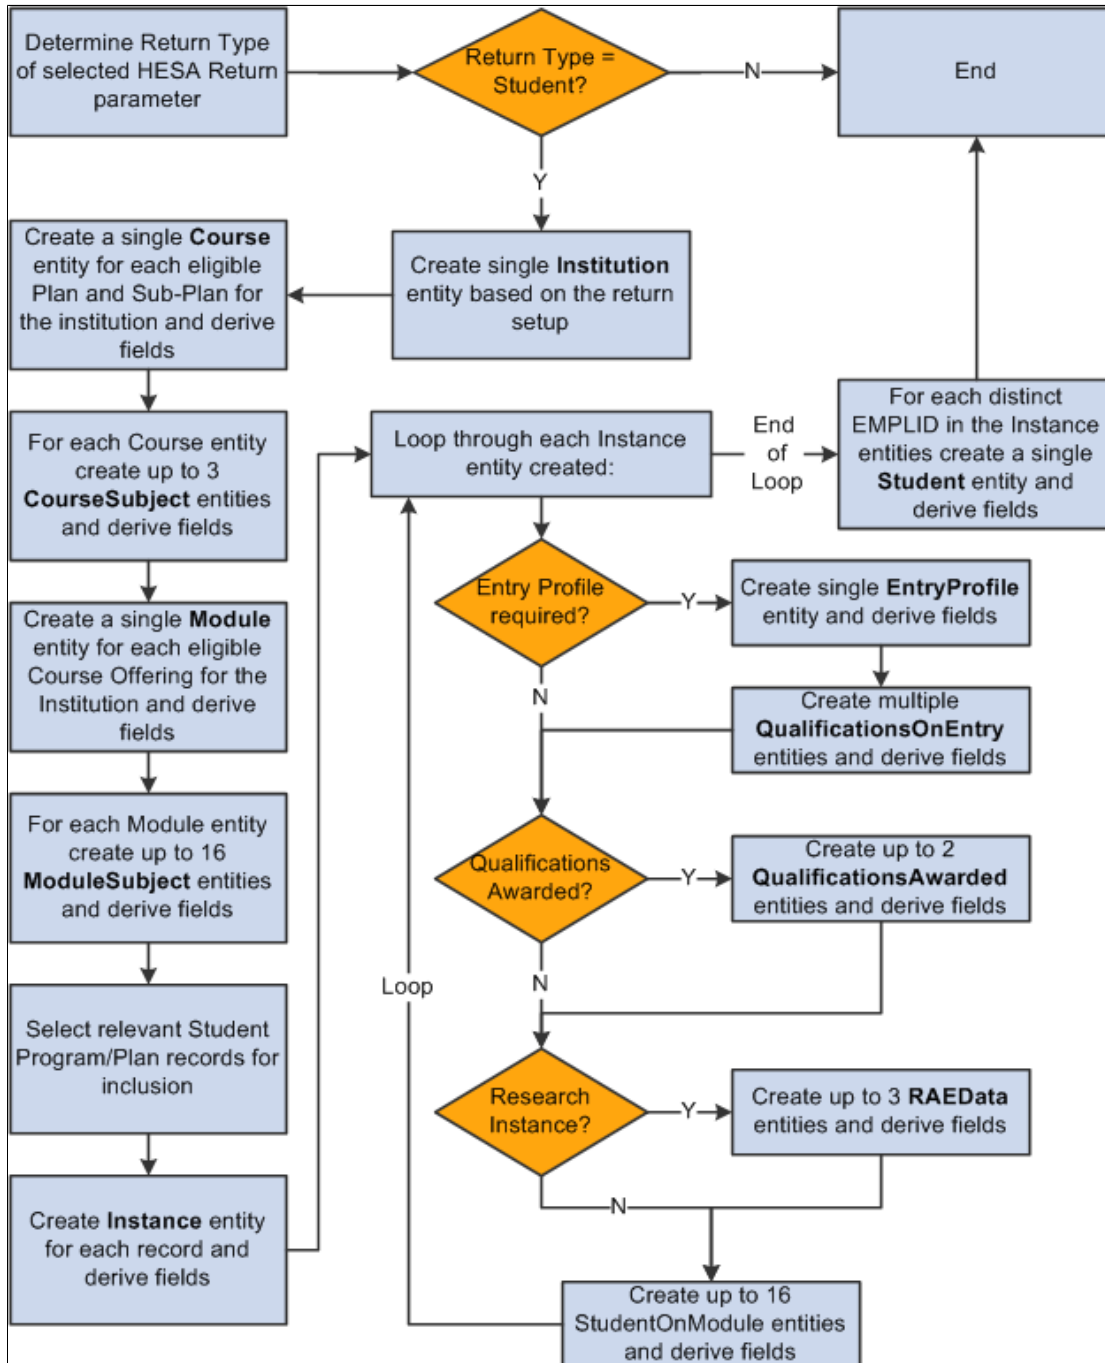 Determine Return Type
of selected HESA Return
parameter
Return Type =
Student?
N
End
Y
Create a single Course
entity for each eligible
Plan and Sub-Plan for
the institution and derive
fields
Create single Institution
entity based on the return
setup
For each Course entity
create up to 3
CourseSubject entities
and derive fields
Loop through each Instance
entity created:
End
of
Loop
For each distinct
EMPLID in the Instance
entities create a single
Student entity and
derive fields
Entry Profile
required?
Y
Create single EntryProfile
entity and derive fields
N
Create multiple
QualificationsOnEntry
entities and derive fields
Create a single Module
entity for each eligible
Course Offering for the
Institution and derive
fields
For each Module entity
create up to 16
ModuleSubject entities
and derive fields
Qualifications
Awarded?
Y
Create up to 2
QualificationsAwarded
entities and derive fields
N
Loop
Select relevant Student
Program/Plan records for
inclusion
Research
Instance?
Y
Create up to 3 RAEData
entities and derive fields
N
Create Instance entity
for each record and
derive fields
Create up to 16
StudentOnModule entities
and derive fields